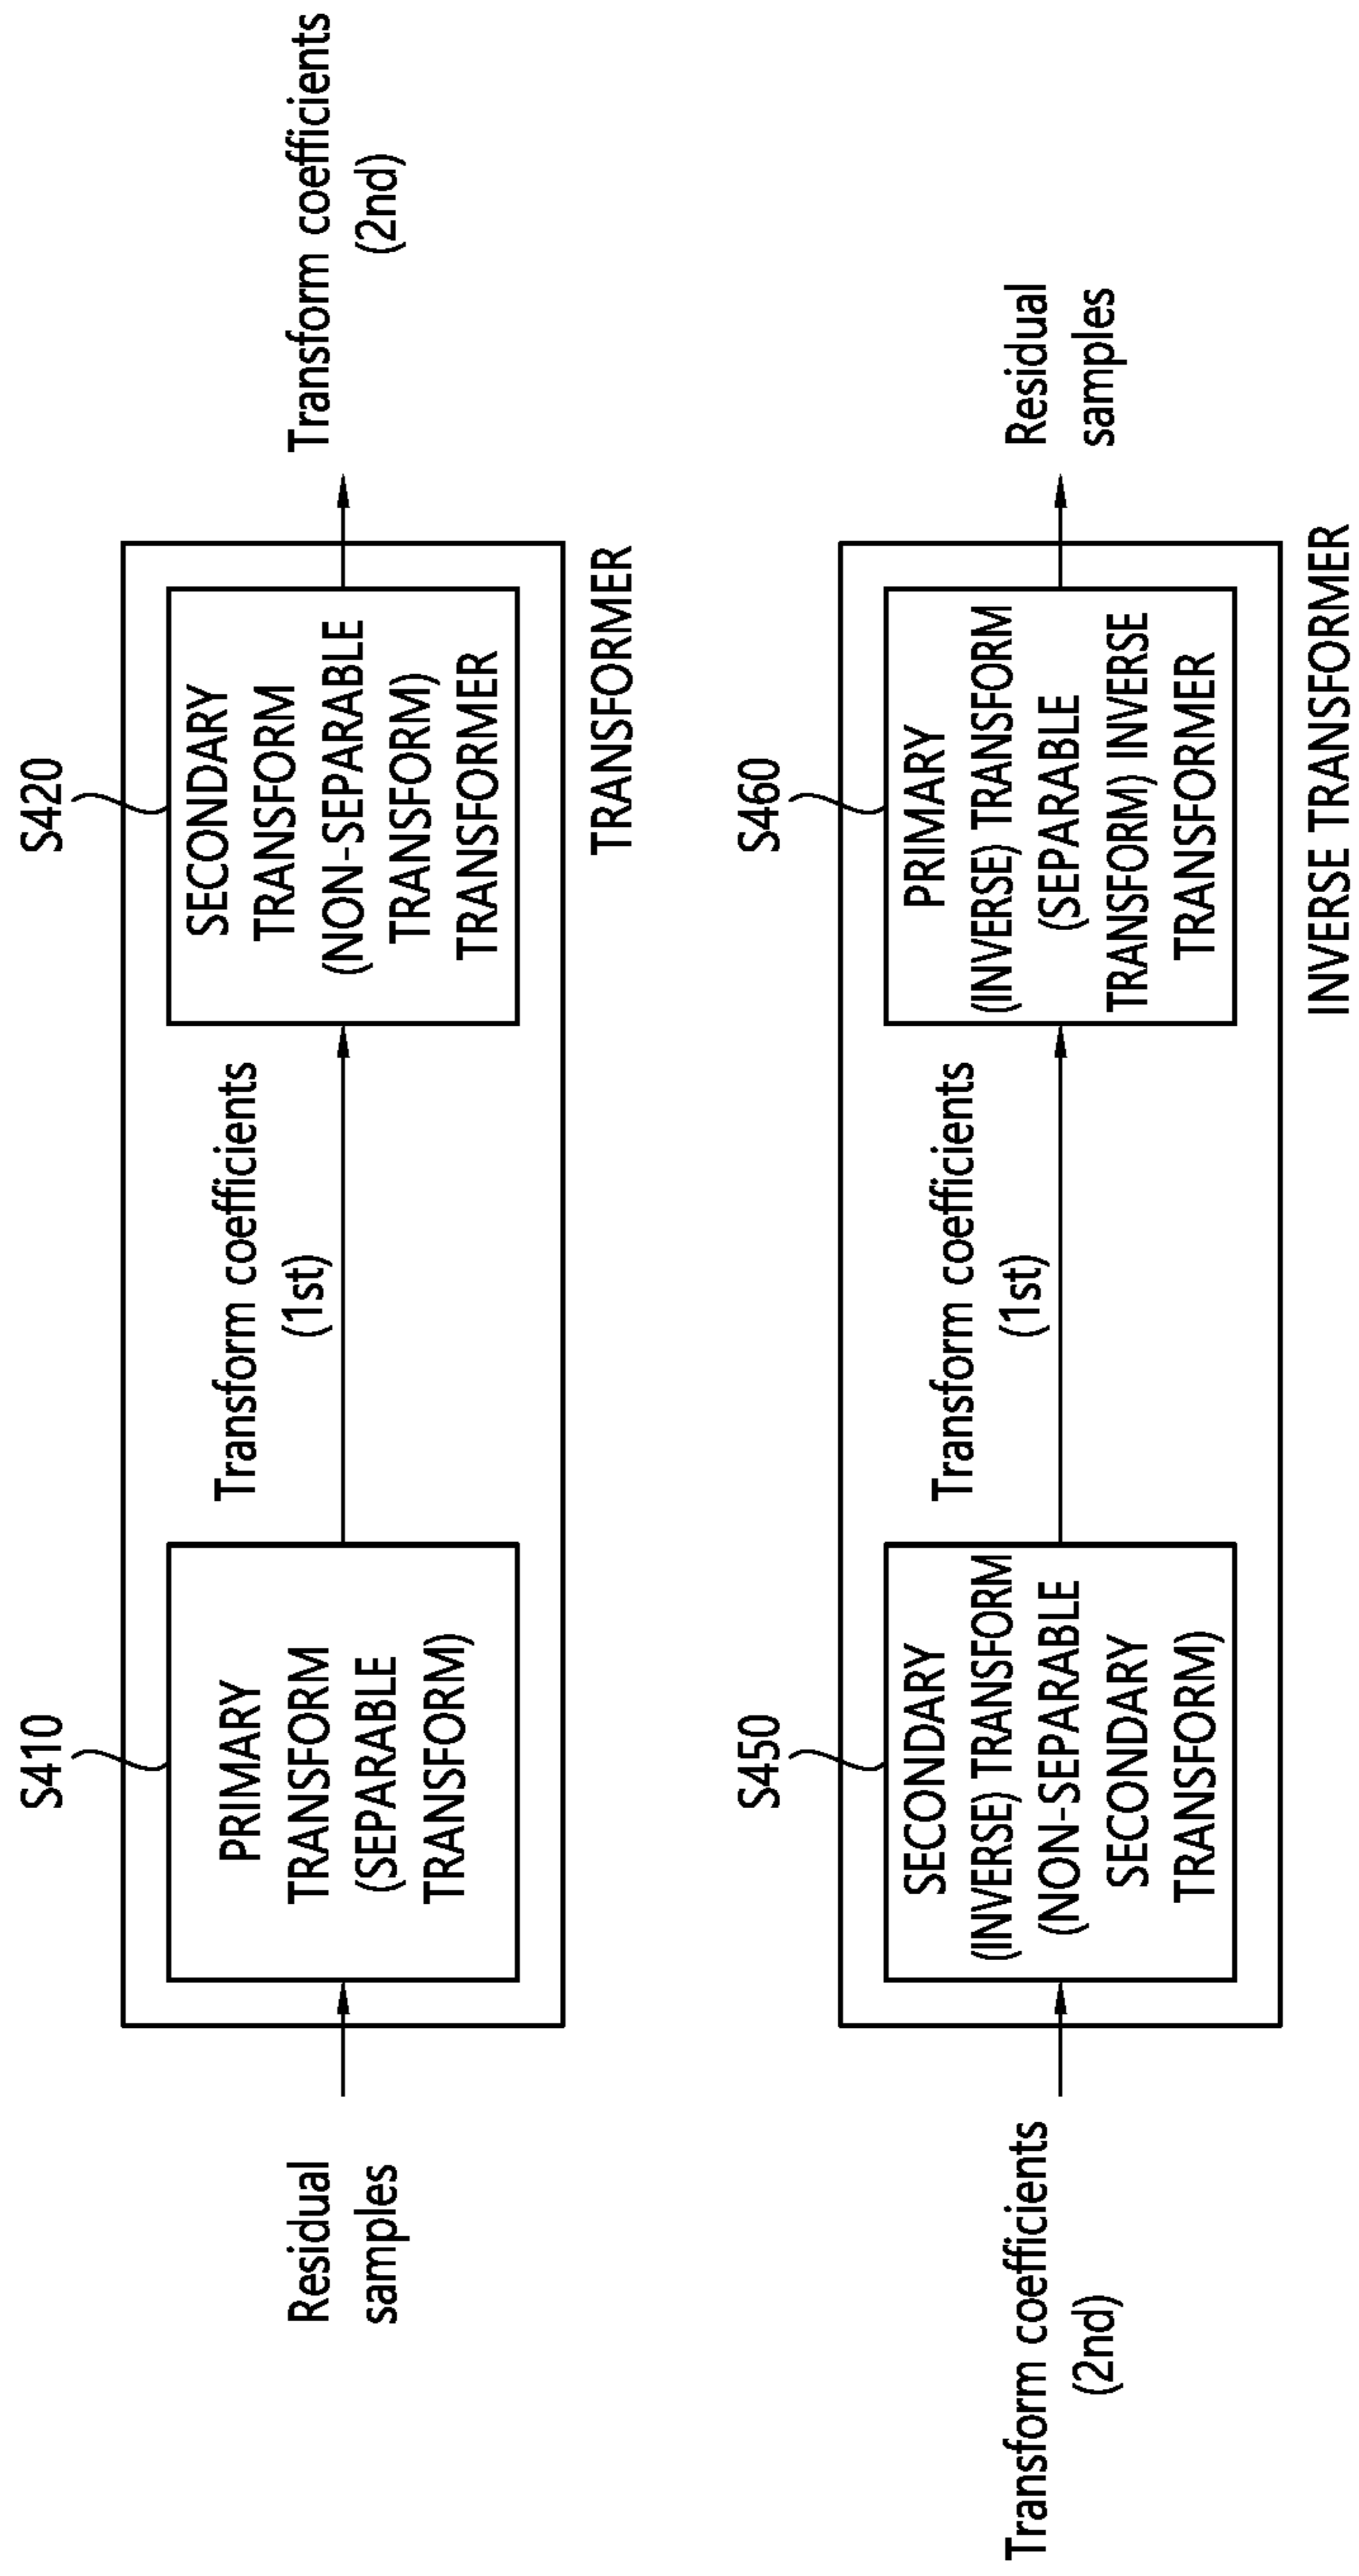 S410
S420
Residual
samples
PRIMARY
TRANSFORM
(SEPARABLE
TRANSFORM)
Transform coefficients
(1st)
SECONDARY
TRANSFORM
(NON-SEPARABLE
TRANSFORM)
TRANSFORMER
Transform coefficients
(2nd)
TRANSFORMER
S450
S460
Transform coefficients
(2nd)
SECONDARY
(INVERSE) TRANSFORM
(NON-SEPARABLE
SECONDARY
TRANSFORM)
Transform coefficients
(1st)
PRIMARY
(INVERSE) TRANSFORM
(SEPARABLE
TRANSFORM) INVERSE
TRANSFORMER
Residual
samples
INVERSE TRANSFORMER